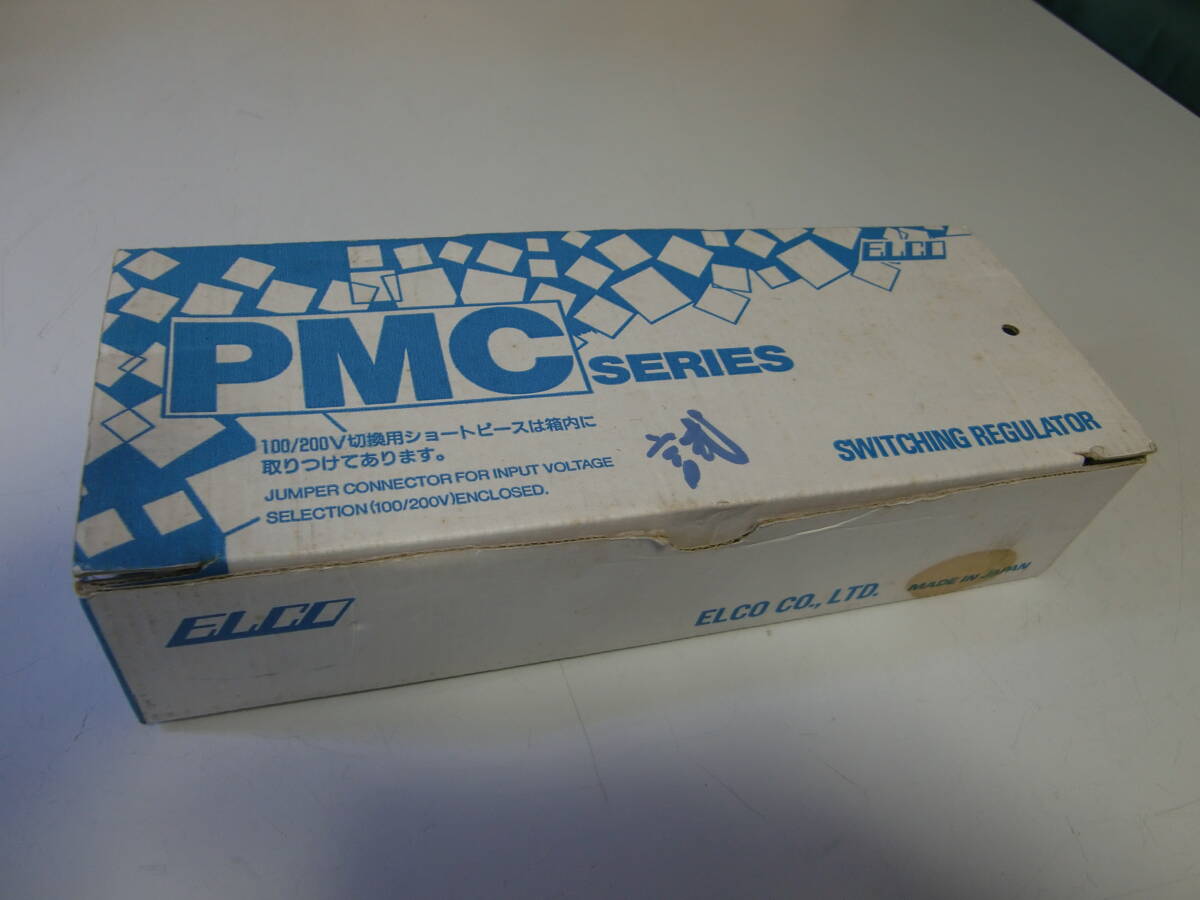 ELCO
PMC SERIES
100/200V切換用ショートピースは箱内に
取りつけてあります。
JUMPER CONNECTOR FOR INPUT VOLTAGE
SELECTION(100/200V)ENCLOSED.
試
SWITCHING REGULATOR
ELCO
ELCO CO., LTD.
MADE IN JAPAN